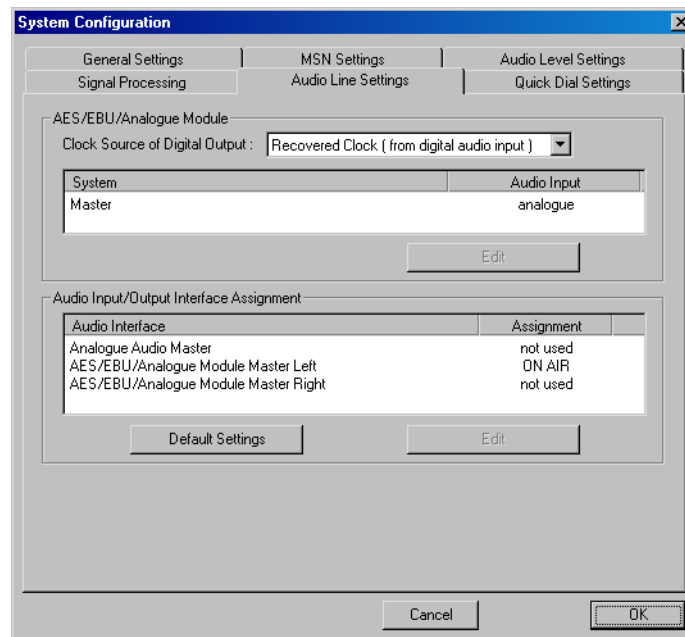 System Configuration
General Settings
MSN Settings
Audio Level Settings
Signal Processing
Audio Line Settings
Quick Dial Settings
AES/EBU/Analogue Module
Clock Source of Digital Output :
Recovered Clock ( from digital audio input )
System
Audio Input
Master
analogue
Edit
Audio Input/Output Interface Assignment
Audio Interface
Assignment
Analogue Audio Master
not used
AES/EBU/Analogue Module Master Left
ON AIR
AES/EBU/Analogue Module Master Right
not used
Default Settings
Edit
Cancel
OK